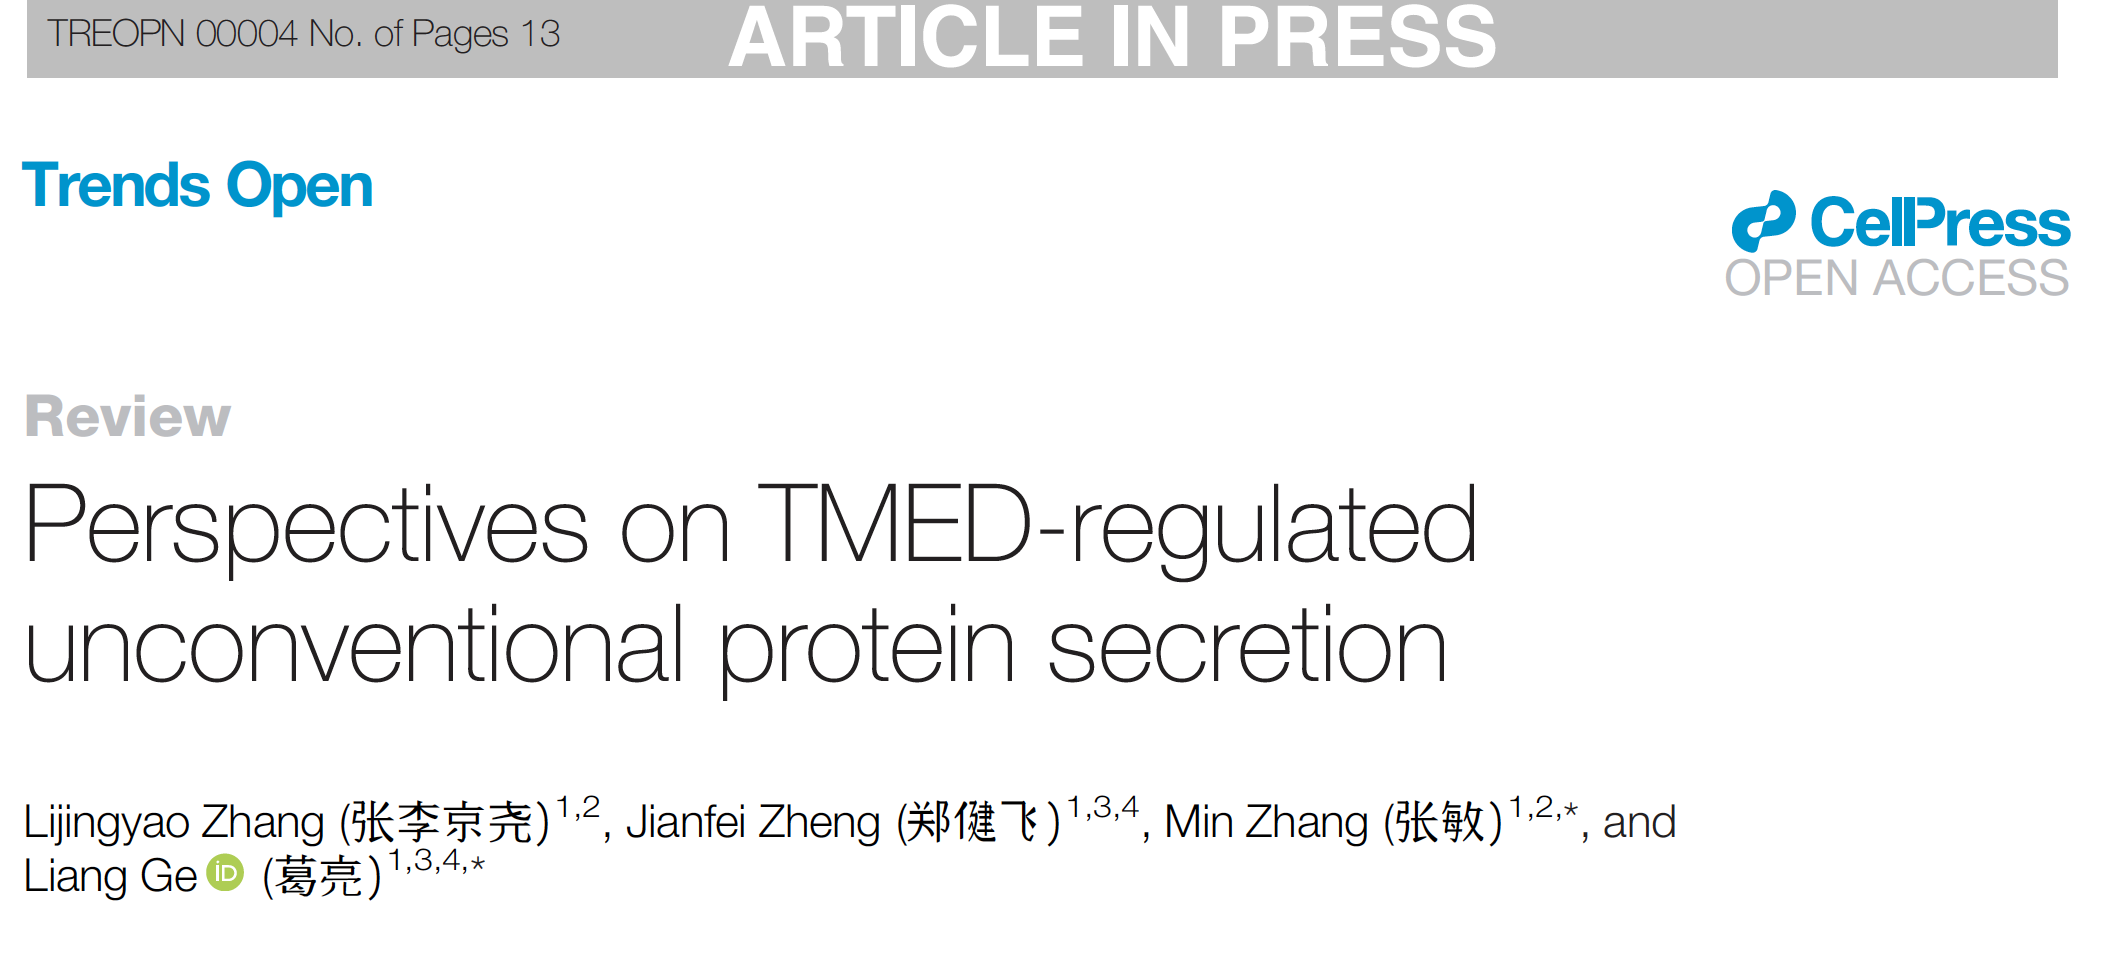 TREOPN 00004 No. of Pages 13
ARTICLE IN PRESS
Trends Open
CellPress
OPEN ACCESS
Review
Perspectives on TMED-regulated
unconventional protein secretion
Lijingyao Zhang (张李京尧)1,2, Jianfei Zheng (郑健飞)1,3,4, Min Zhang (张敏)1,2,*, and
Liang Ge iD (葛亮)1,3,4,*